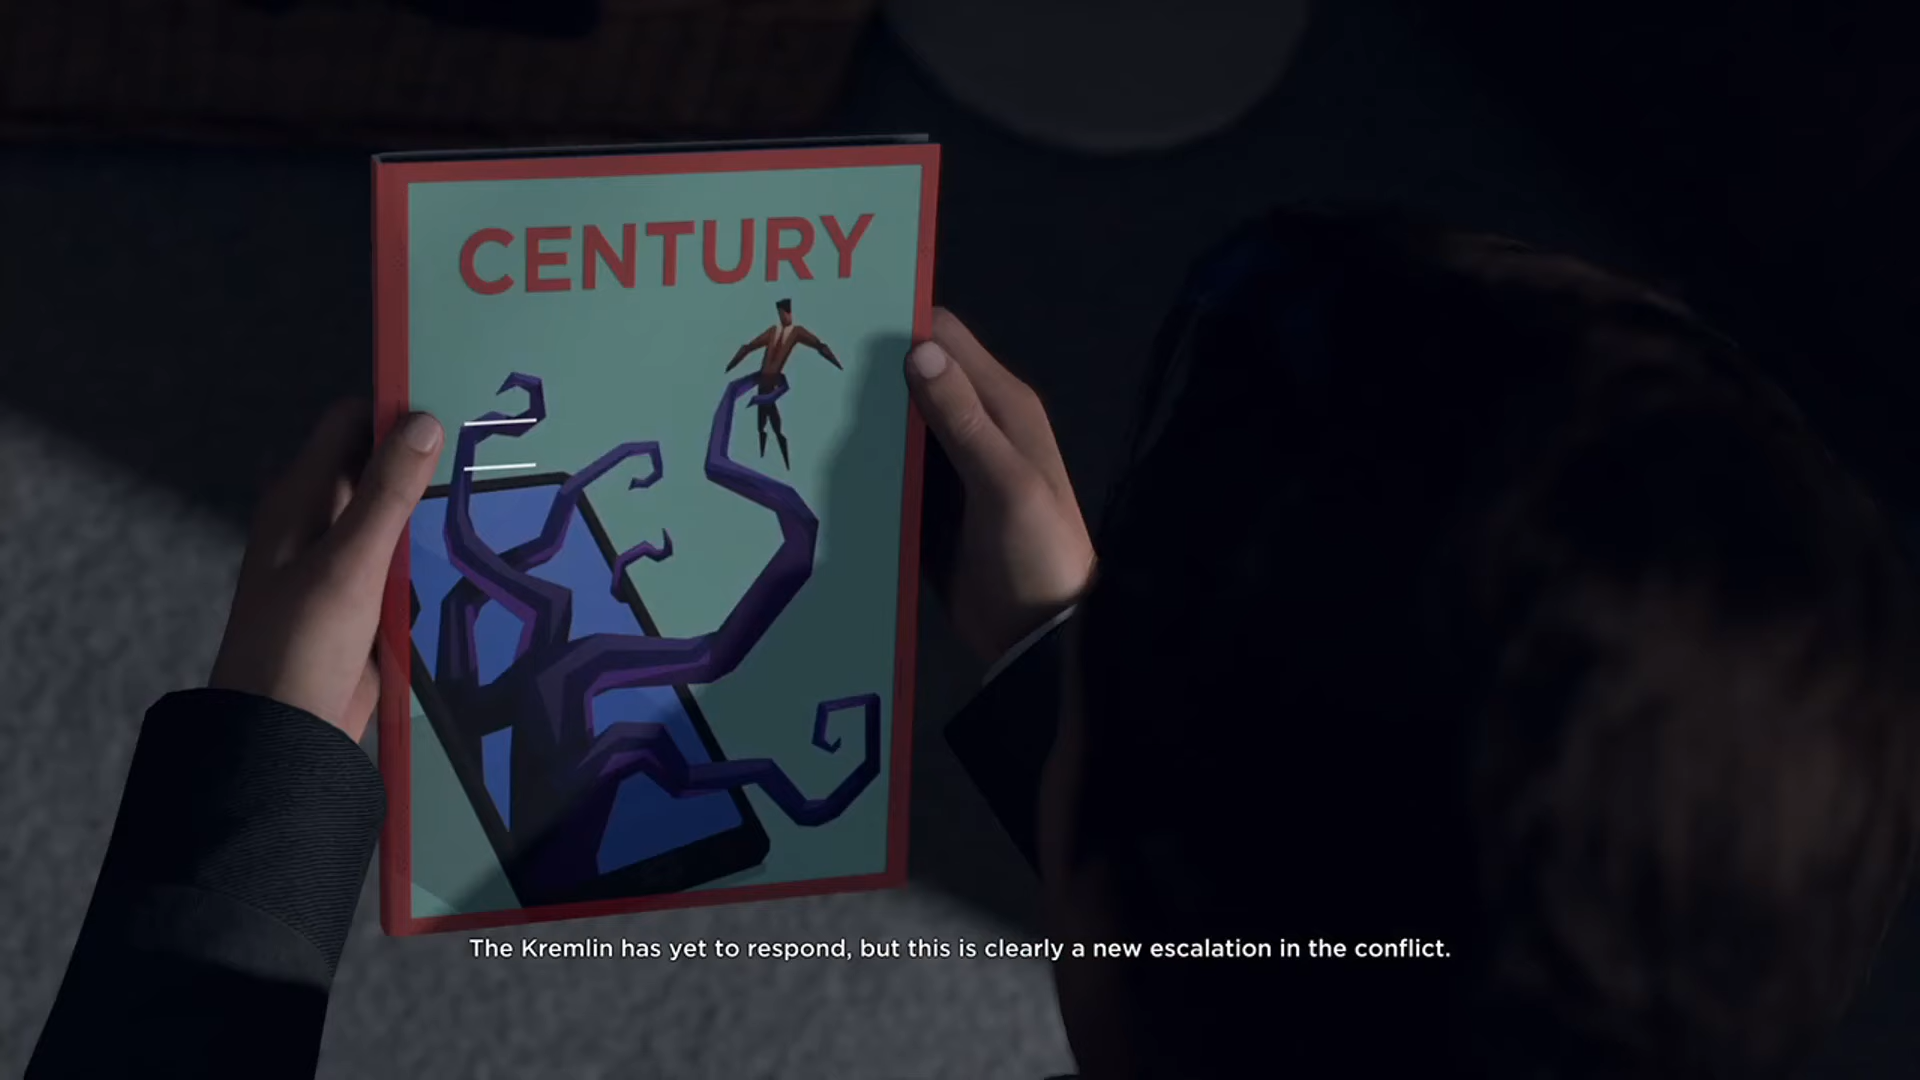 CENTURY
The Kremlin has yet to respond, but this is clearly a new escalation in the conflict.